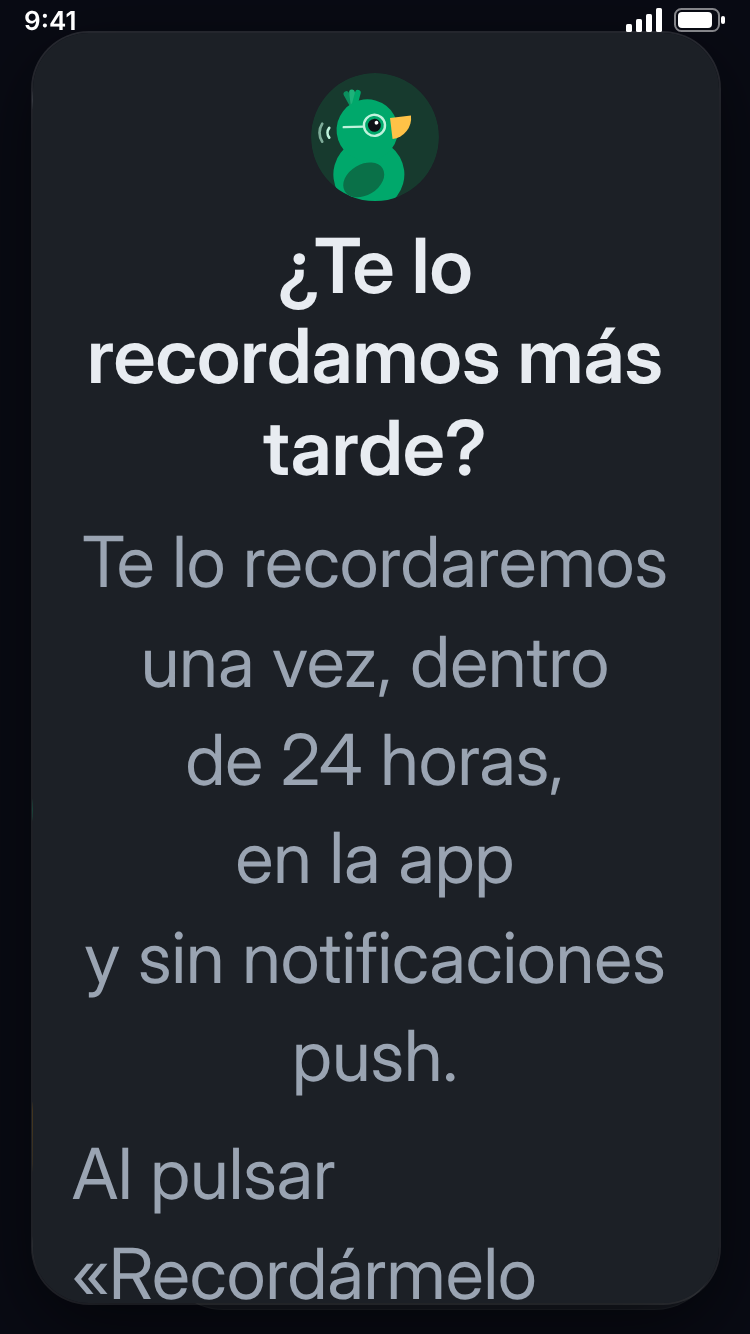 9:41
¿Te lo
recordamos más
tarde?
Te lo recordaremos
una vez, dentro
de 24 horas,
en la app
y sin notificaciones
push.
Al pulsar
«Recordármelo